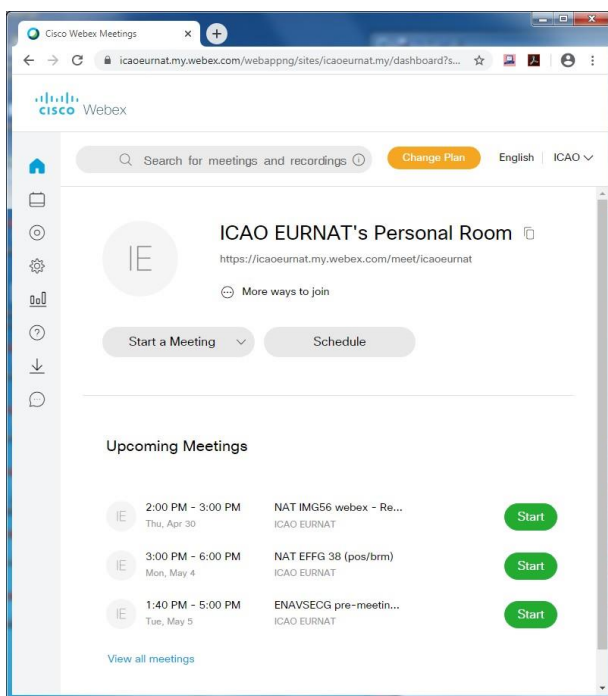 Cisco Webex Meetings
icaoeurnat.my.webex.com/webappng/sites/icaoeurnat.my/dashboard?s...
cisco Webex
Search for meetings and recordings
Change Plan
English
ICAO
IE
ICAO EURNAT's Personal Room
https://icaoeurnat.my.webex.com/meet/icaoeurnat
More ways to join
Start a Meeting
Schedule
Upcoming Meetings
IE
2:00 PM - 3:00 PM
Thu, Apr 30
NAT IMG56 webex - Re...
ICAO EURNAT
Start
IE
3:00 PM - 6:00 PM
Mon, May 4
NAT EFFG 38 (pos/brm)
ICAO EURNAT
Start
IE
1:40 PM - 5:00 PM
Tue, May 5
ENAVSECG pre-meetin...
ICAO EURNAT
Start
View all meetings